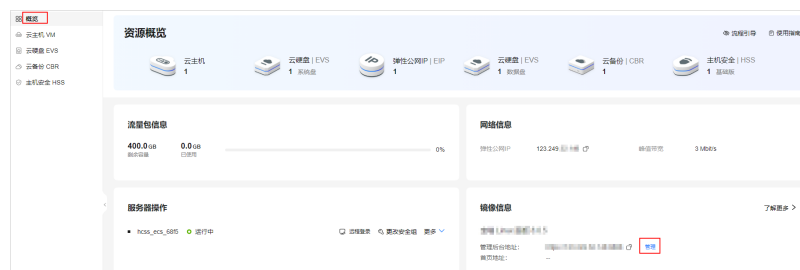 概览
云主机 VM
云硬盘 EVS
云备份 CBR
主机安全 HSS
资源概览
流程引导
使用指南
云主机
1
云硬盘 | EVS
1 系统盘
弹性公网IP | EIP
1
云硬盘 | EVS
1 数据盘
云备份 | CBR
1
主机安全 | HSS
1 基础版
流量包信息
400.0 GB
剩余容量
0.0 GB
已使用
0%
网络信息
弹性公网IP
123.249
峰值带宽
3 Mbit/s
服务器操作
hcss_ecs_68f5
运行中
远程登录
更改安全组
更多
镜像信息
了解更多 >
管理后台地址:
管理
首页地址:
--